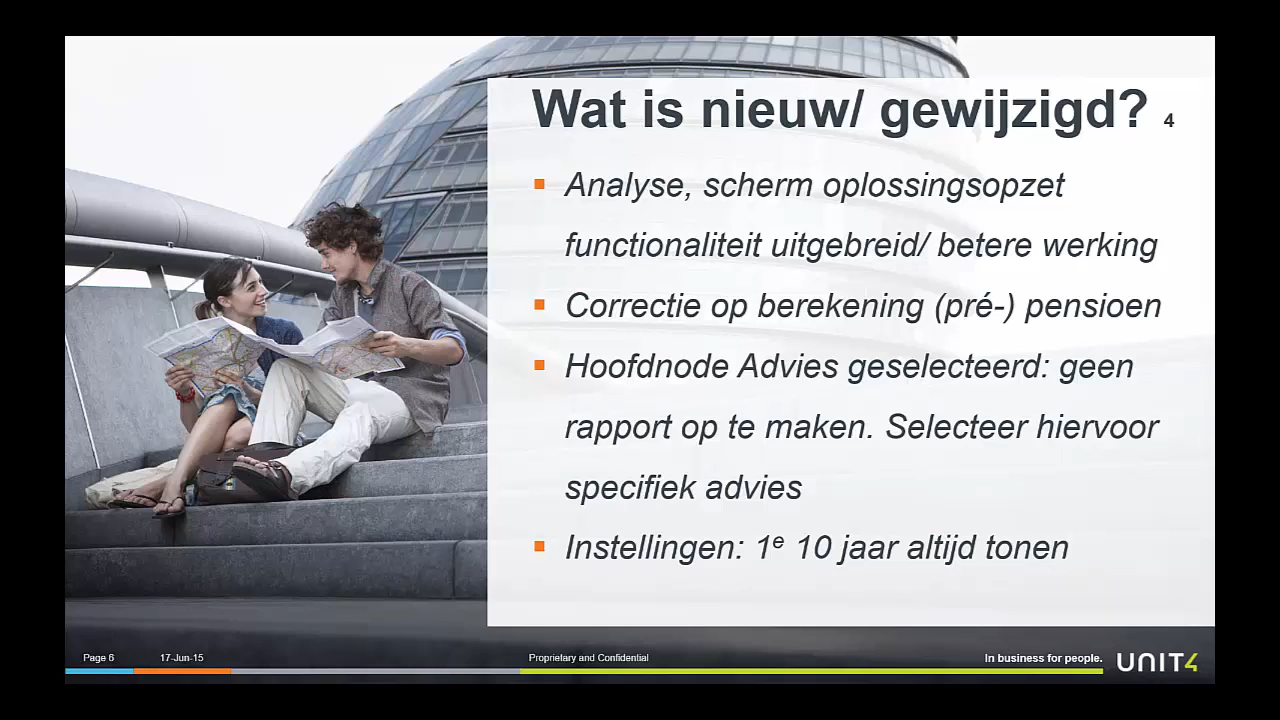 Wat is nieuw/ gewijzigd? 4
▪ Analyse, scherm oplossingsopzet
functionaliteit uitgebreid/ betere werking
▪ Correctie op berekening (pré-) pensioen
▪ Hoofdnode Advies geselecteerd: geen
rapport op te maken. Selecteer hiervoor
specifiek advies
▪ Instellingen: 1e 10 jaar altijd tonen
Page 6 17-Jun-15 Proprietary and Confidential In business for people. UNIT4